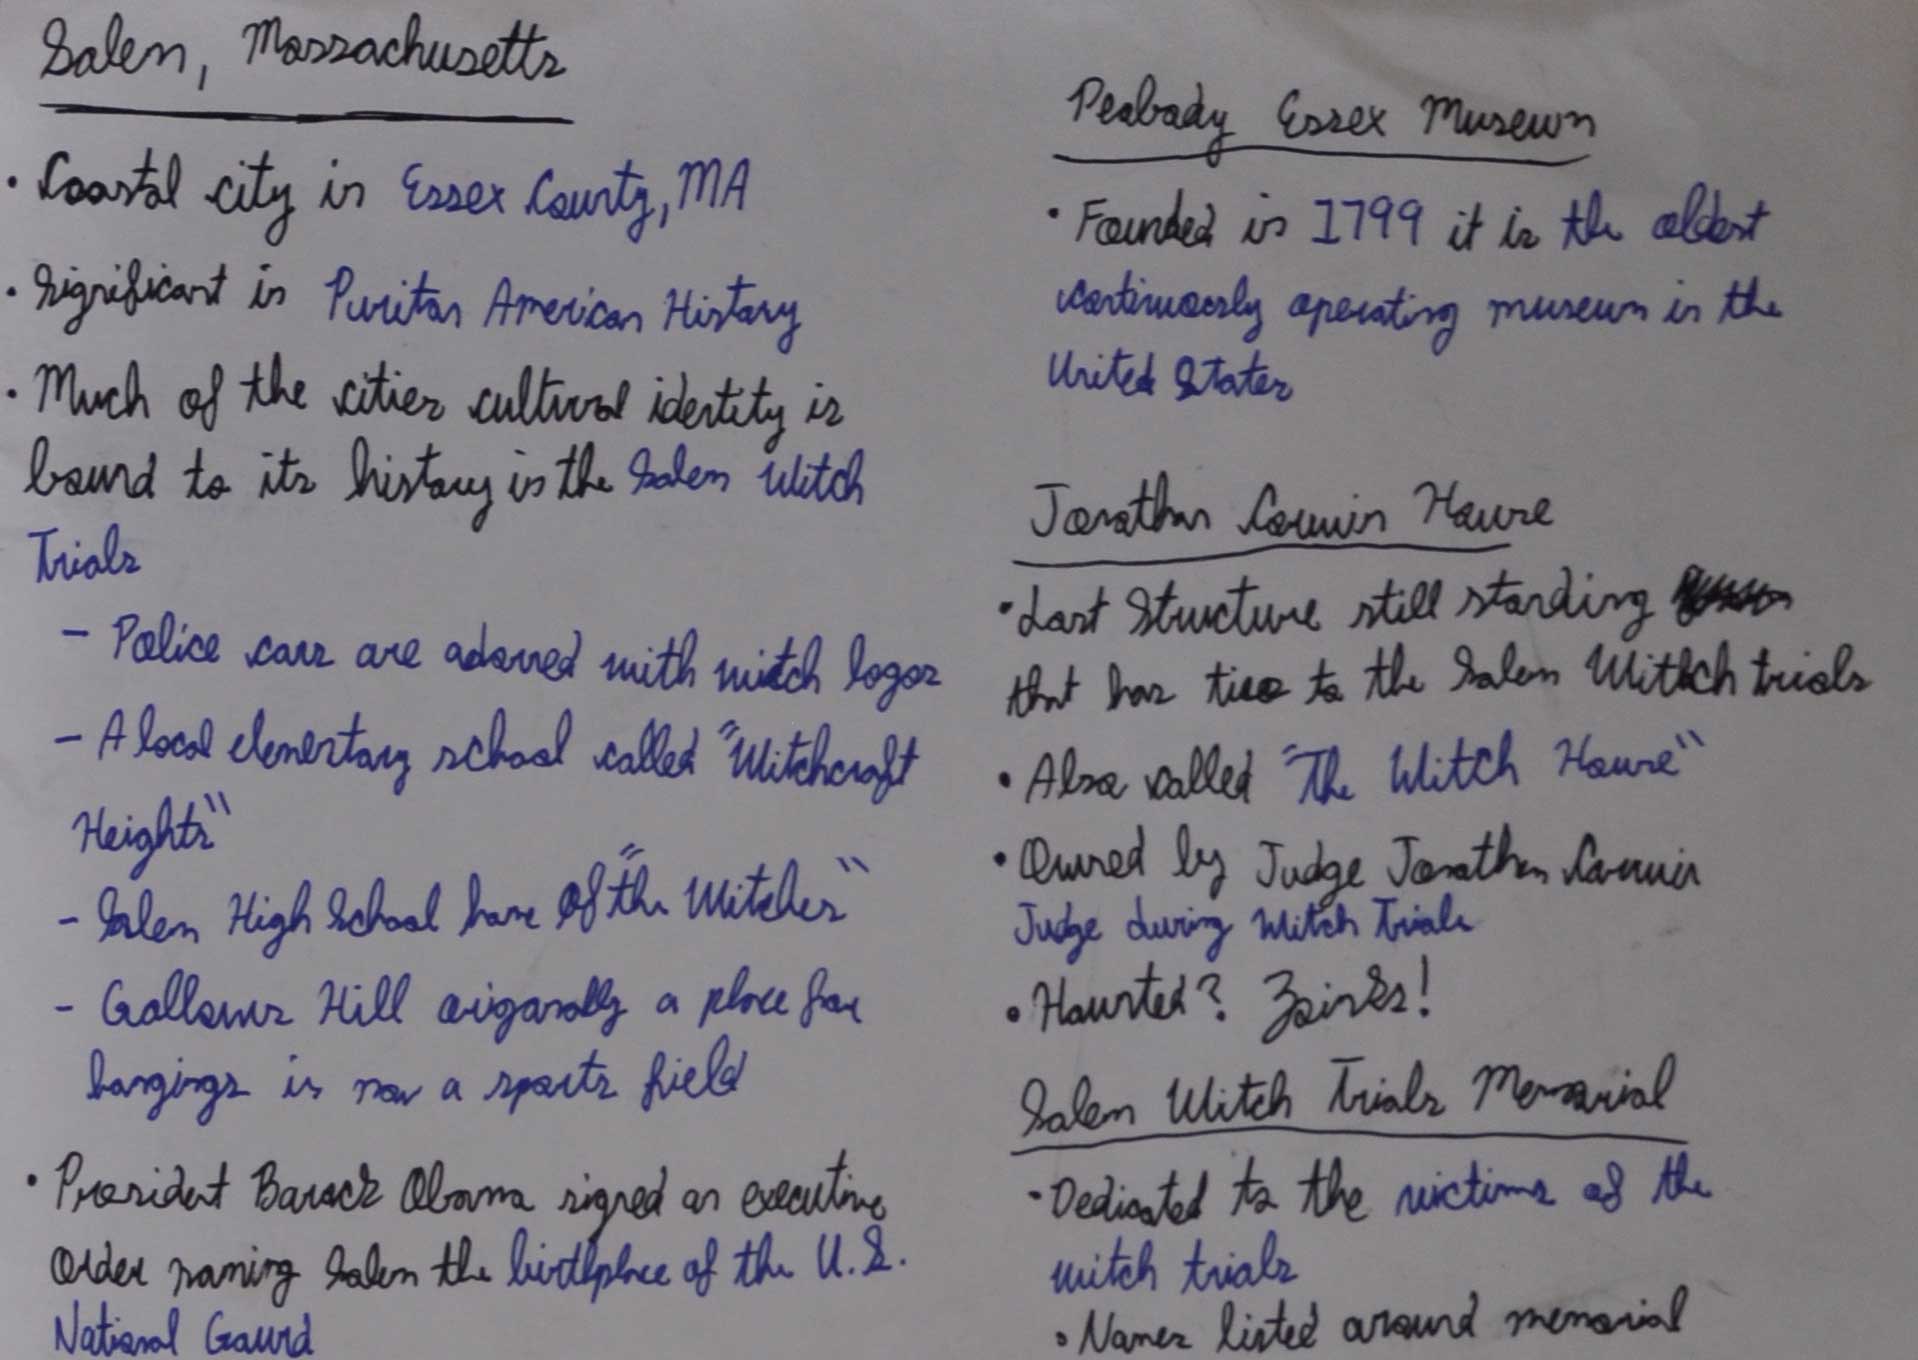 Salem, Massachusetts
• Coastal city in Essex County, MA
• Significant in Puritan American History
• Much of the cities cultural identity is
bound to its history in the Salem Witch
Trials
- Police cars are adorned with witch logos
- A local elementary school called "Witchcraft
Heights"
- Salem High School home of "the Witches"
- Gallows Hill origanally a place for
hangings is now a sports field
• President Barack Obama signed an executive
order naming Salem the birthplace of the U.S.
National Gaurd
Peabady Essex Museum
• Founded in 1799 it is the oldest
continuously operating museum in the
United States
Jonathan Corwin House
• Last Structure still standing
that has ties to the Salem Witch trials
• Also called "The Witch House"
• Owned by Judge Jonathan Corwin
Judge during Witch Trials
• Haunted? Zoinks!
Salem Witch Trials Memorial
• Dedicated to the victims of the
witch trials
• Names listed around memorial